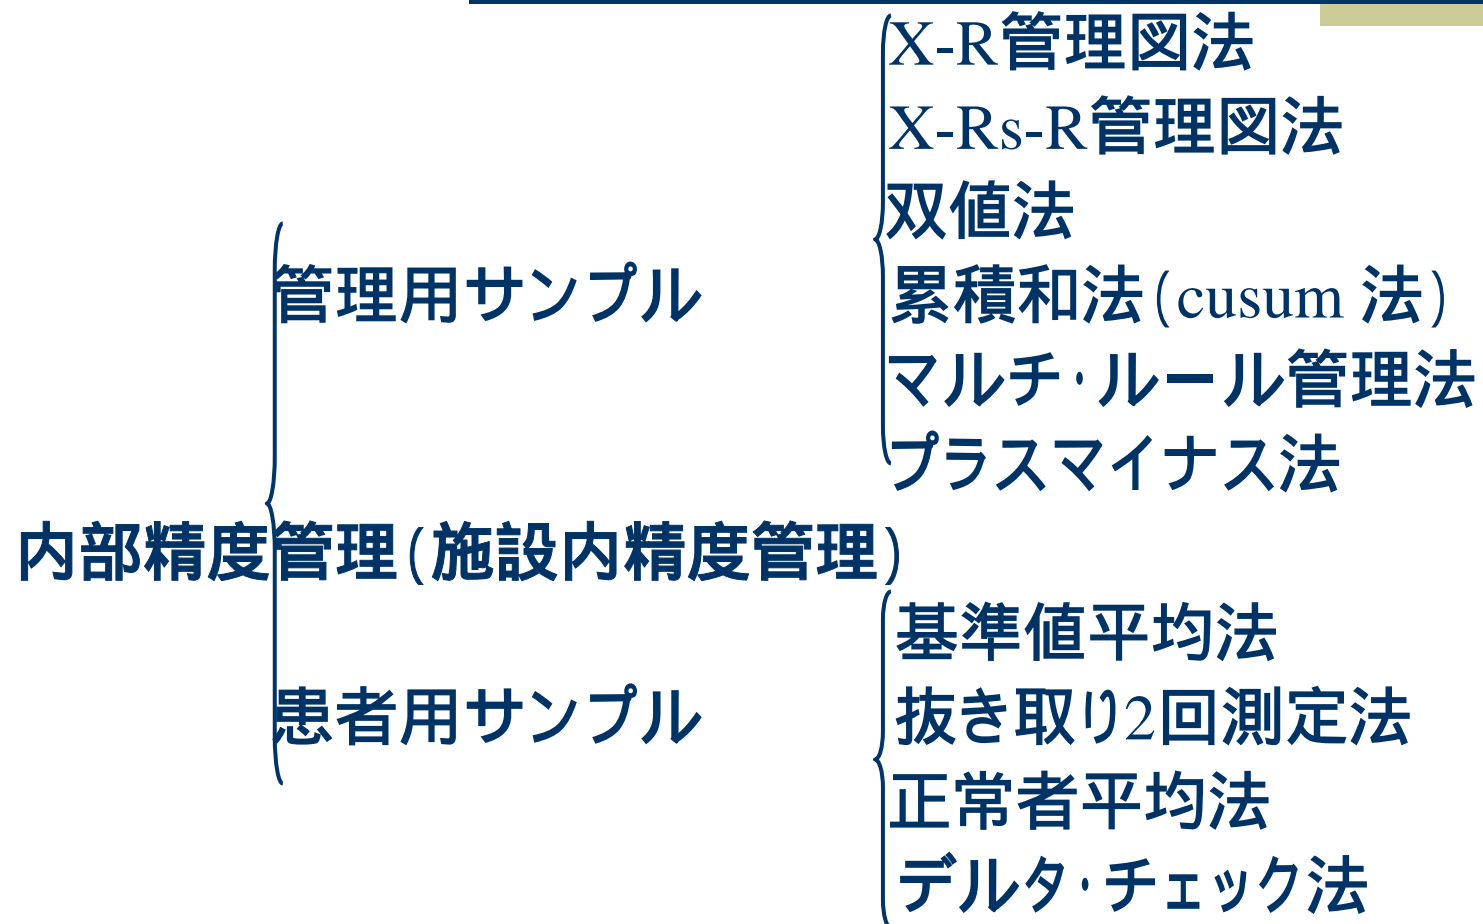 X-R管理図法
X-Rs-R管理図法
双値法
管理用サンプル
累積和法(cusum 法)
マルチ・ルール管理法
プラスマイナス法
内部精度管理(施設内精度管理)
基準値平均法
患者用サンプル
抜き取り2回測定法
正常者平均法
デルタ・チェック法